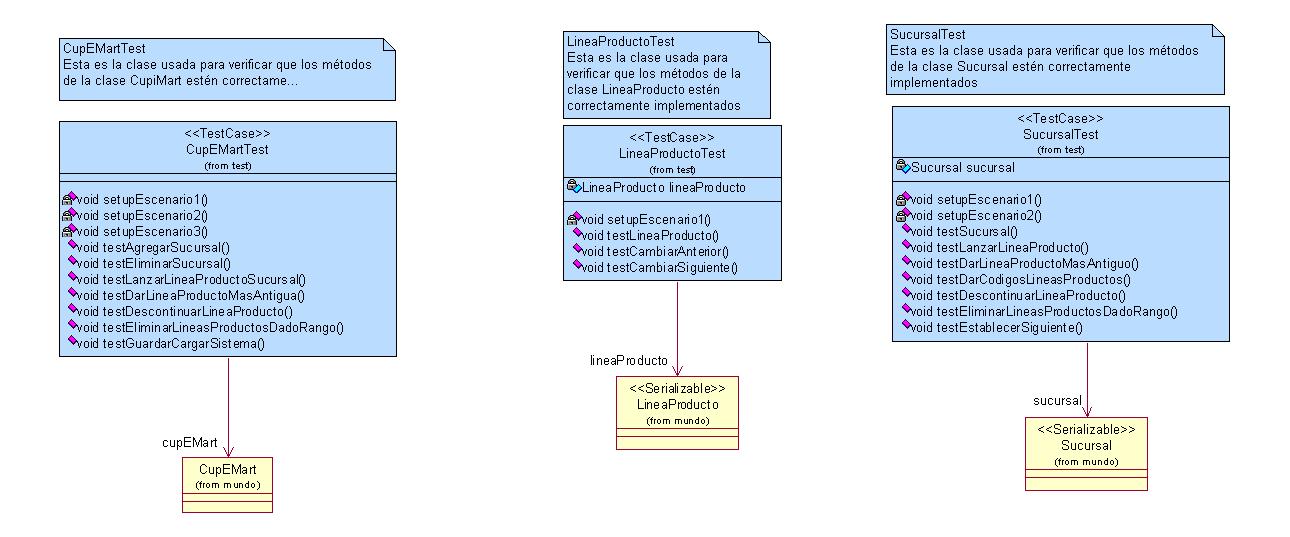 CupEMartTest
Esta es la clase usada para verificar que los métodos
de la clase CupiMart estén correctame...
<<TestCase>>
CupEMartTest
(from test)
void setupEscenario1()
void setupEscenario2()
void setupEscenario3()
void testAgregarSucursal()
void testEliminarSucursal()
void testLanzarLineaProductoSucursal()
void testDarLineaProductoMasAntigua()
void testDescontinuarLineaProducto()
void testEliminarLineasProductosDadoRango()
void testGuardarCargarSistema()
cupEMart
CupEMart
(from mundo)
LineaProductoTest
Esta es la clase usada para
verificar que los métodos de la
clase LineaProducto estén
correctamente implementados
<<TestCase>>
LineaProductoTest
(from test)
LineaProducto lineaProducto
void setupEscenario1()
void testLineaProducto()
void testCambiarAnterior()
void testCambiarSiguiente()
lineaProducto
<<Serializable>>
LineaProducto
(from mundo)
SucursalTest
Esta es la clase usada para verificar que los métodos
de la clase Sucursal estén correctamente
implementados
<<TestCase>>
SucursalTest
(from test)
Sucursal sucursal
void setupEscenario1()
void setupEscenario2()
void testSucursal()
void testLanzarLineaProducto()
void testDarLineaProductoMasAntiguo()
void testDarCodigosLineasProductos()
void testDescontinuarLineaProducto()
void testEliminarLineasProductosDadoRango()
void testEstablecerSiguiente()
sucursal
<<Serializable>>
Sucursal
(from mundo)